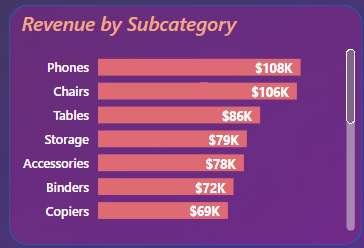 Revenue by Subcategory
Phones $108K
Chairs $106K
Tables $86K
Storage $79K
Accessories $78K
Binders $72K
Copiers $69K